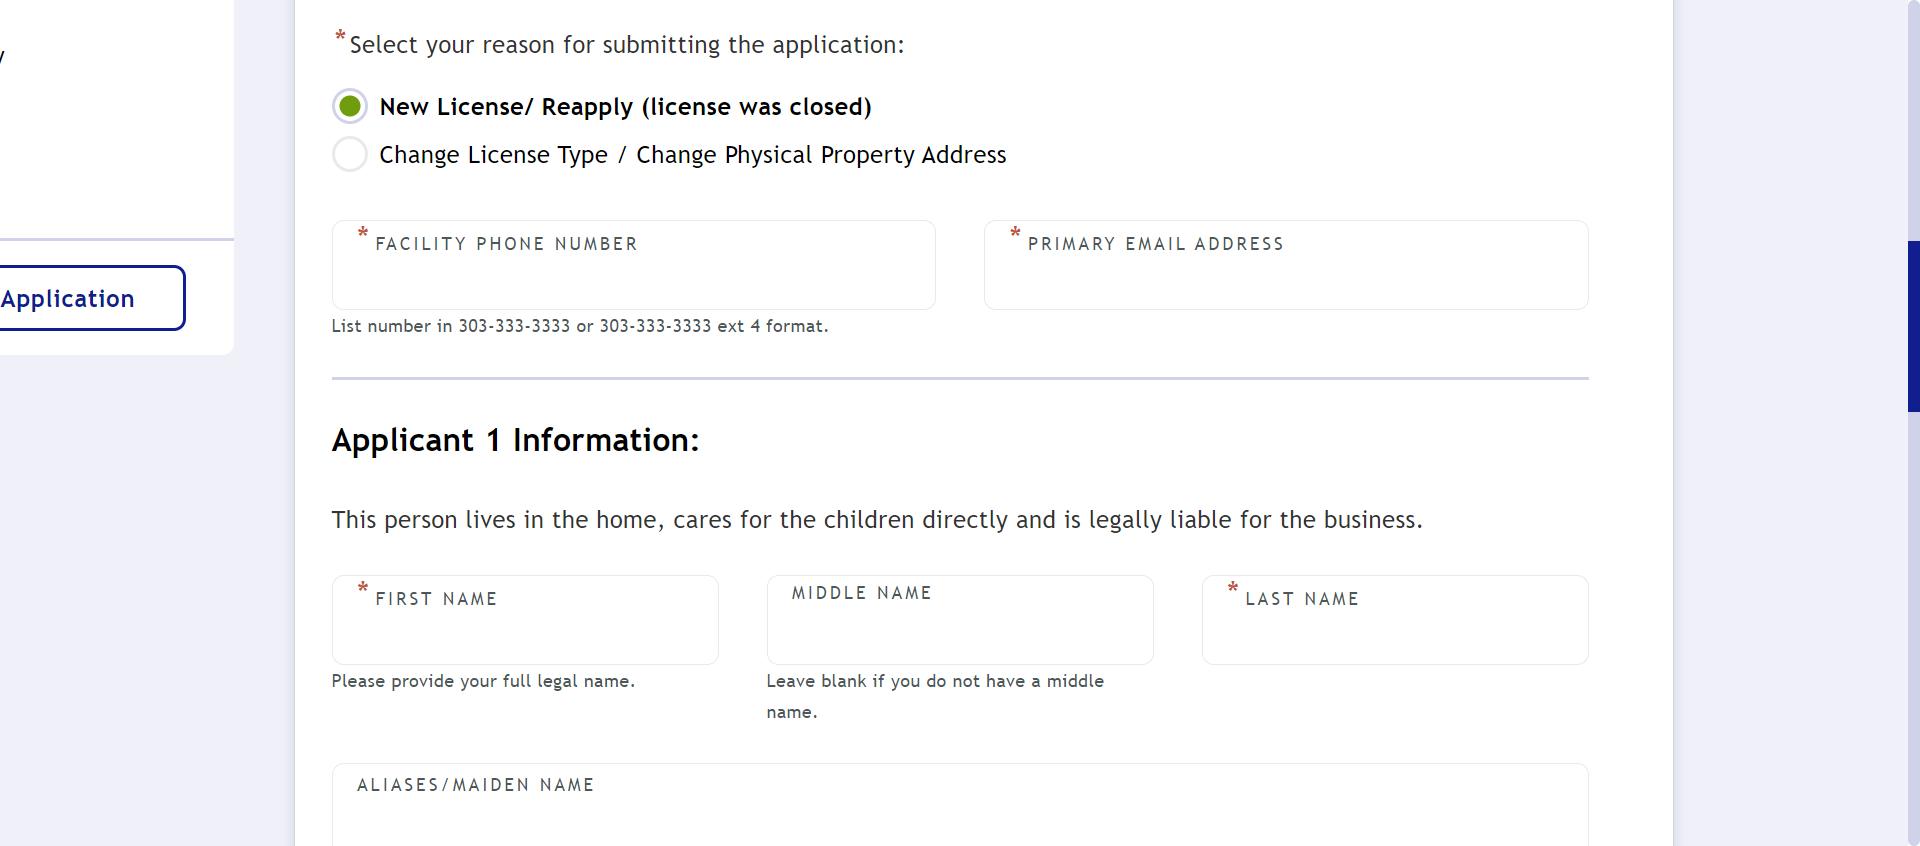 *Select your reason for submitting the application:
New License/ Reapply (license was closed)
Change License Type / Change Physical Property Address
Application
* FACILITY PHONE NUMBER
* PRIMARY EMAIL ADDRESS
List number in 303-333-3333 or 303-333-3333 ext 4 format.
Applicant 1 Information:
This person lives in the home, cares for the children directly and is legally liable for the business.
* FIRST NAME
MIDDLE NAME
* LAST NAME
Please provide your full legal name.
Leave blank if you do not have a middle
name.
ALIASES/MAIDEN NAME